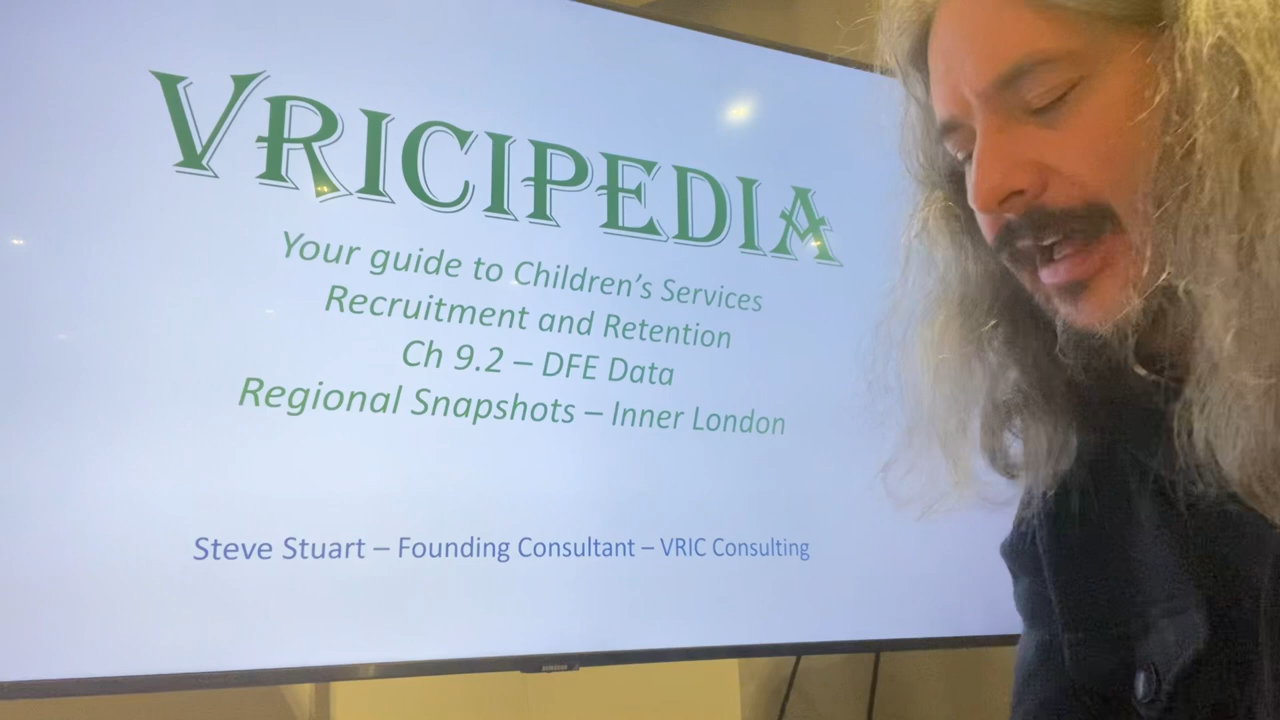 VRICIPEDIA
Your guide to Children's Services
Recruitment and Retention
Ch 9.2 – DFE Data
Regional Snapshots – Inner London
Steve Stuart – Founding Consultant – VRIC Consulting
SAMSUNG